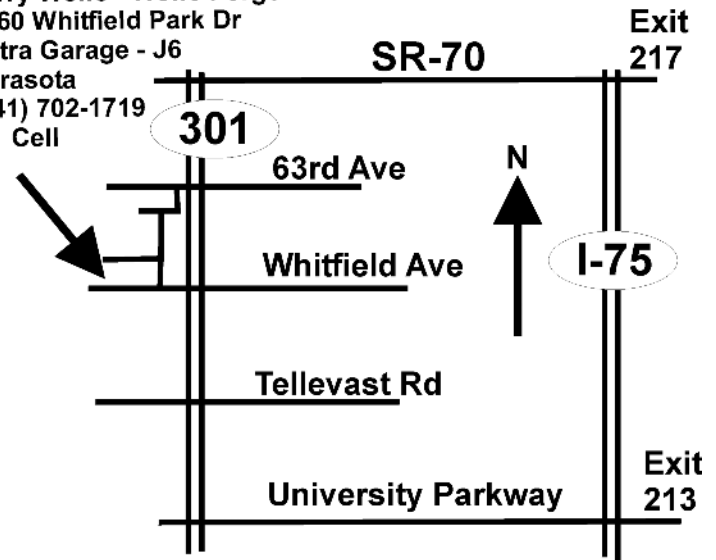 60 Whitfield Park Dr
tra Garage - J6
rasota
41) 702-1719
Cell
Exit
217
SR-70
301
63rd Ave
N
I-75
Whitfield Ave
Tellevast Rd
Exit
213
University Parkway